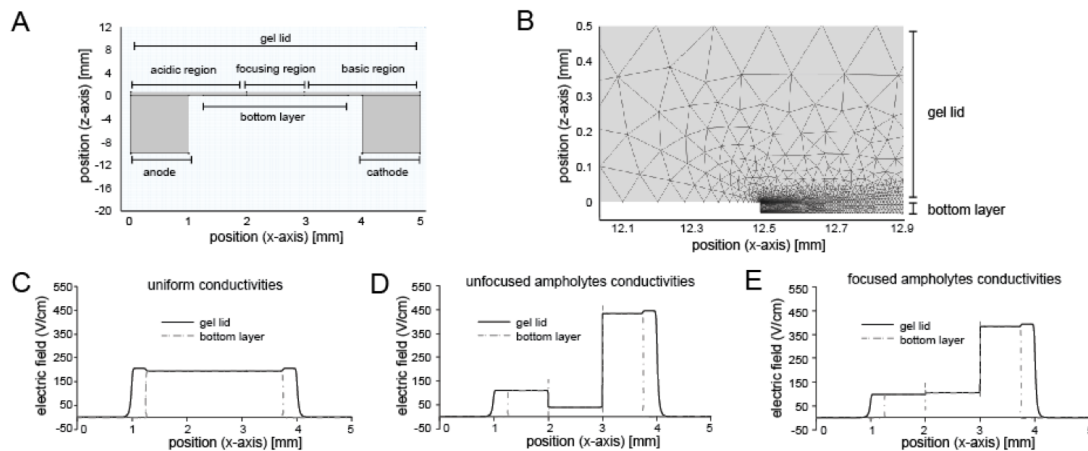 A
12
8
4
0
-4
-8
-12
-16
-20
position (z-axis) [mm]
gel lid
acidic region focusing region basic region
bottom layer
anode cathode
0 1 2 3 4 5
position (x-axis) [mm]
B
0.5
0.4
0.3
0.2
0.1
0
position (z-axis) [mm]
gel lid
bottom layer
12.1 12.3 12.5 12.7 12.9
position (x-axis) [mm]
C
uniform conductivities
550
450
350
250
150
50
-50
electric field (V/cm)
gel lid
bottom layer
0 1 2 3 4 5
position (x-axis) [mm]
D
unfocused ampholytes conductivities
550
450
350
250
150
50
-50
electric field (V/cm)
gel lid
bottom layer
0 1 2 3 4 5
position (x-axis) [mm]
E
focused ampholytes conductivities
550
450
350
250
150
50
-50
electric field (V/cm)
gel lid
bottom layer
0 1 2 3 4 5
position (x-axis) [mm]